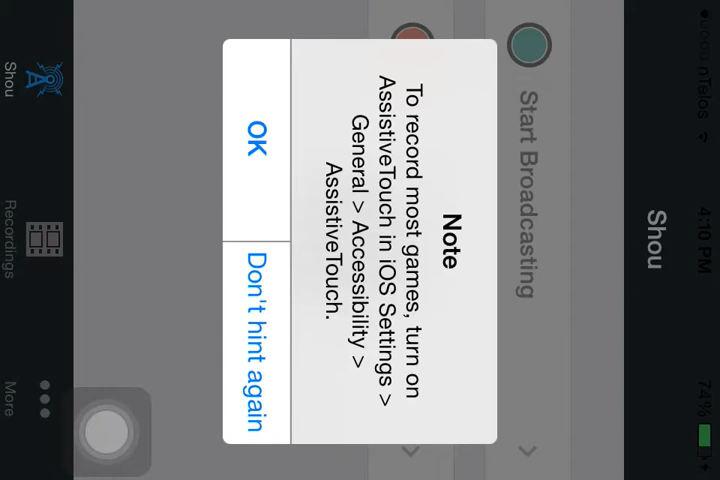 nTelos
4:10 PM
74%
Shou
Start Broadcasting
Note
To record most games, turn on
AssistiveTouch in iOS Settings >
General > Accessibility >
AssistiveTouch.
OK
Don't hint again
Shou
Recordings
More